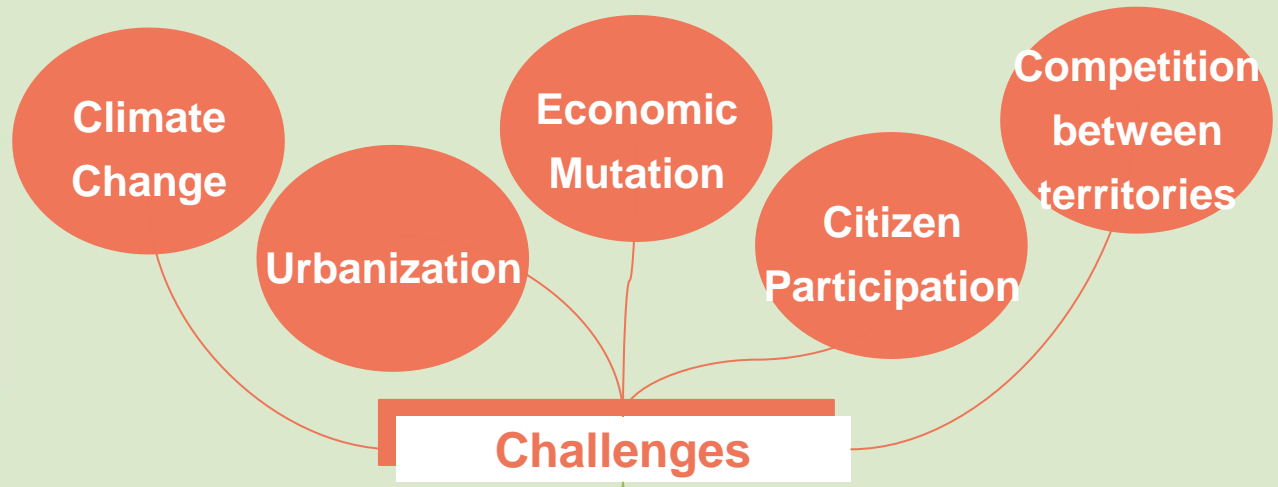 Climate
Change
Urbanization
Economic
Mutation
Citizen
Participation
Competition
between
territories
Challenges